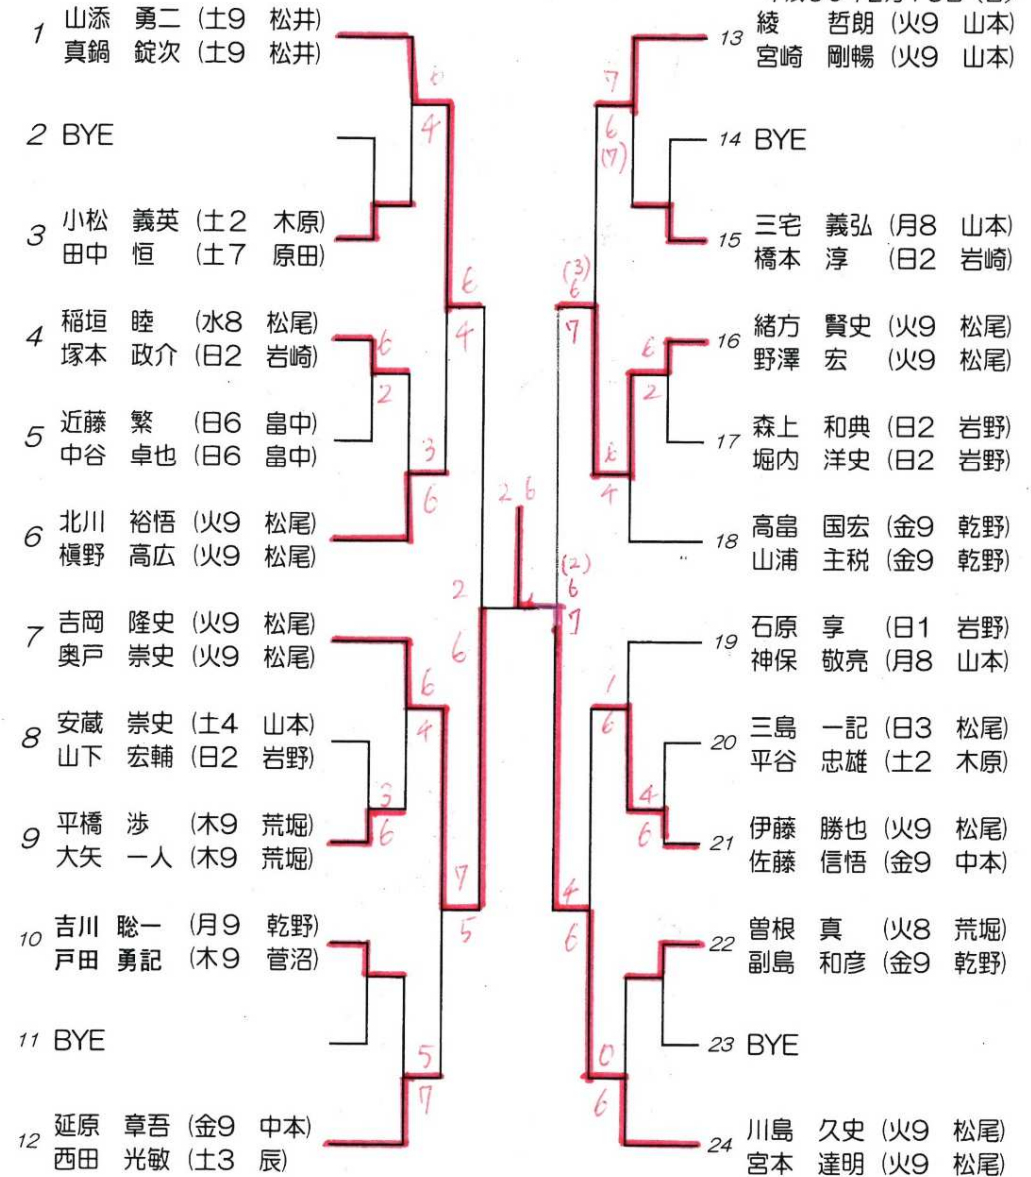 1 山添 勇二 (土9 松井)
真鍋 錠次 (土9 松井)
2 BYE
3 小松 義英 (土2 木原)
田中 恒 (土7 原田)
4 稲垣 睦 (水8 松尾)
塚本 政介 (日2 岩崎)
5 近藤 繁 (日6 畠中)
中谷 卓也 (日6 畠中)
6 北川 裕悟 (火9 松尾)
槇野 高広 (火9 松尾)
7 吉岡 隆史 (火9 松尾)
奥戸 崇史 (火9 松尾)
8 安蔵 崇史 (土4 山本)
山下 宏輔 (日2 岩野)
9 平橋 渉 (木9 荒堀)
大矢 一人 (木9 荒堀)
10 吉川 聡一 (月9 乾野)
戸田 勇記 (木9 菅沼)
11 BYE
12 延原 章吾 (金9 中本)
西田 光敏 (土3 辰)
6
4
6
4
6
2
3
6
2
6
6
4
3
6
7
5
5
7
2 6
7
6
(7)
(3)
6
7
6
2
6
4
(2)
6
7
1
6
4
6
4
6
0
6
13 綾 哲朗 (火9 山本)
宮崎 剛暢 (火9 山本)
14 BYE
15 三宅 義弘 (月8 山本)
橋本 淳 (日2 岩崎)
16 緒方 賢史 (火9 松尾)
野澤 宏 (火9 松尾)
17 森上 和典 (日2 岩野)
堀内 洋史 (日2 岩野)
18 高畠 国宏 (金9 乾野)
山浦 主税 (金9 乾野)
19 石原 享 (日1 岩野)
神保 敬亮 (月8 山本)
20 三島 一記 (日3 松尾)
平谷 忠雄 (土2 木原)
21 伊藤 勝也 (火9 松尾)
佐藤 信悟 (金9 中本)
22 曽根 真 (火8 荒堀)
副島 和彦 (金9 乾野)
23 BYE
24 川島 久史 (火9 松尾)
宮本 達明 (火9 松尾)